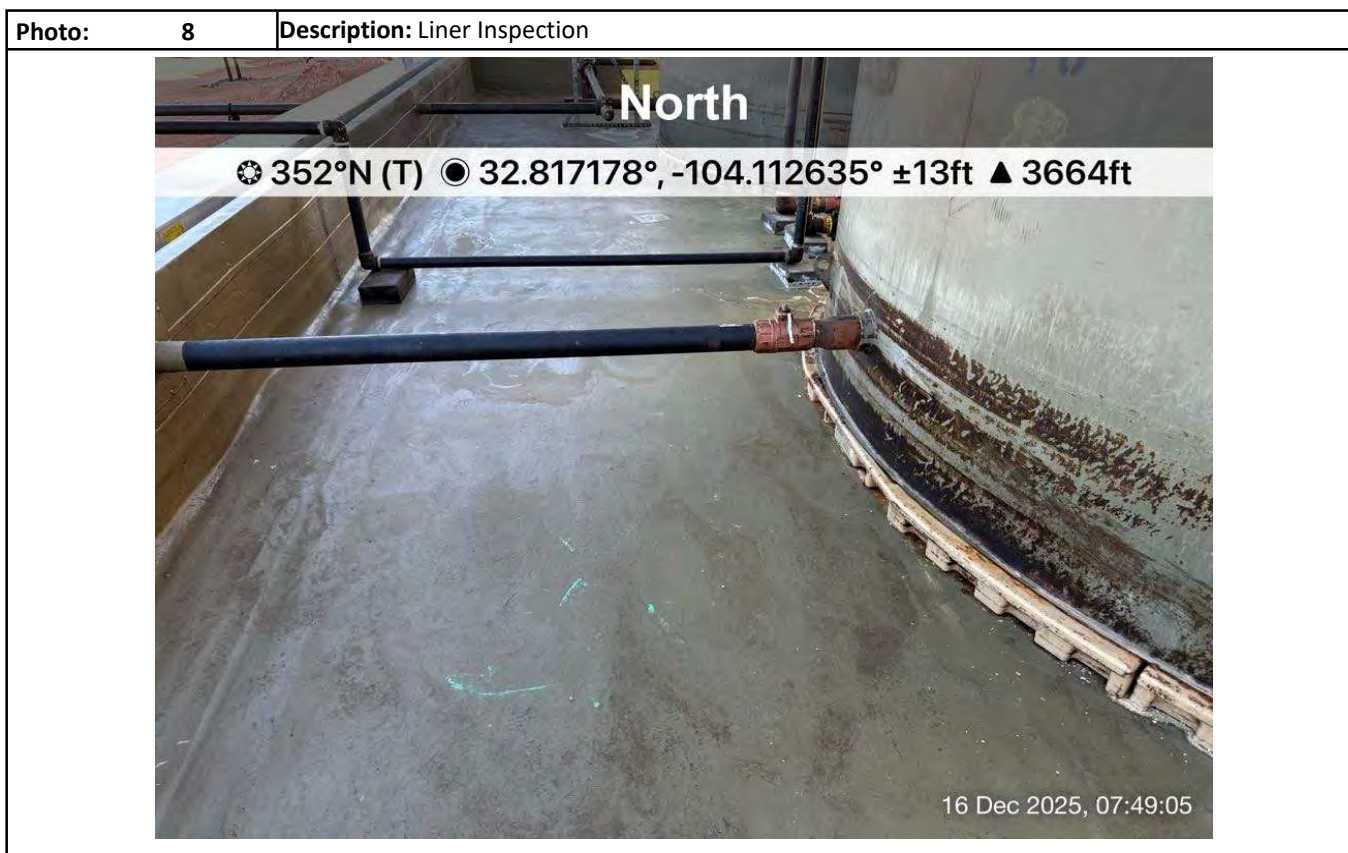 Photo: 8 Description: Liner Inspection
North
352°N (T) 32.817178°, -104.112635° ±13ft ▲ 3664ft
16 Dec 2025, 07:49:05